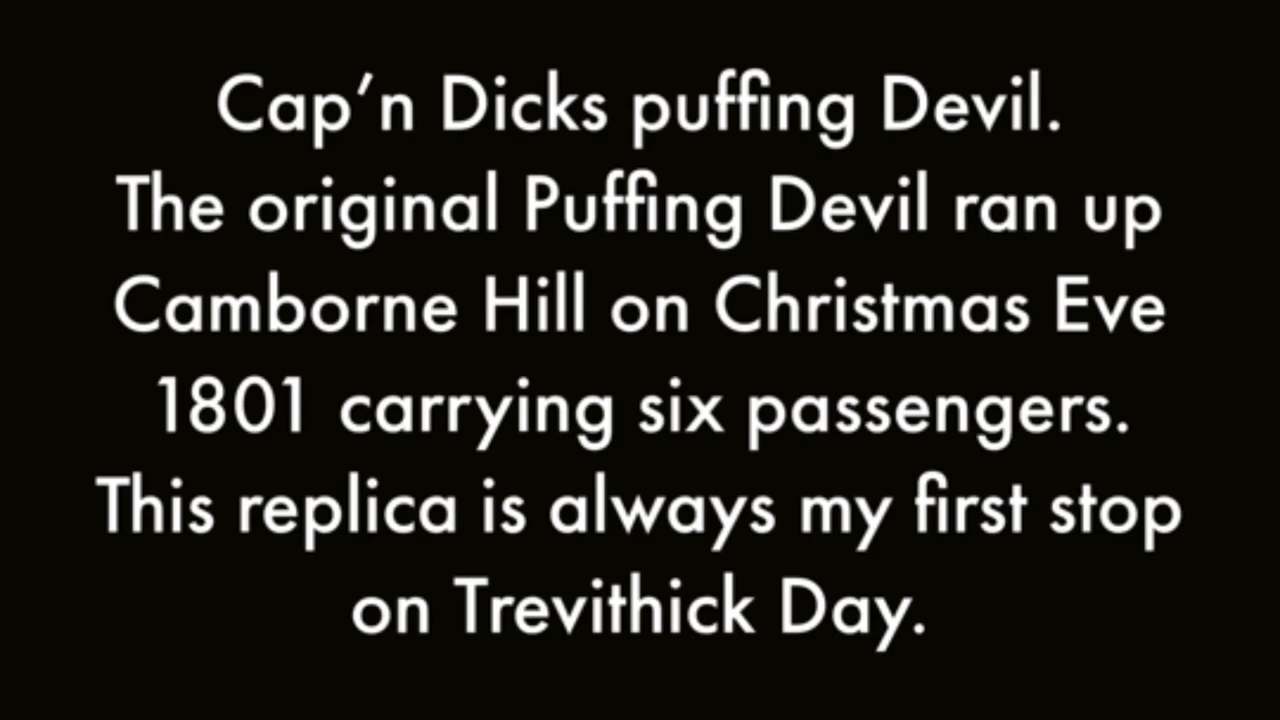 Cap’n Dicks puffing Devil.
The original Puffing Devil ran up
Camborne Hill on Christmas Eve
1801 carrying six passengers.
This replica is always my first stop
on Trevithick Day.